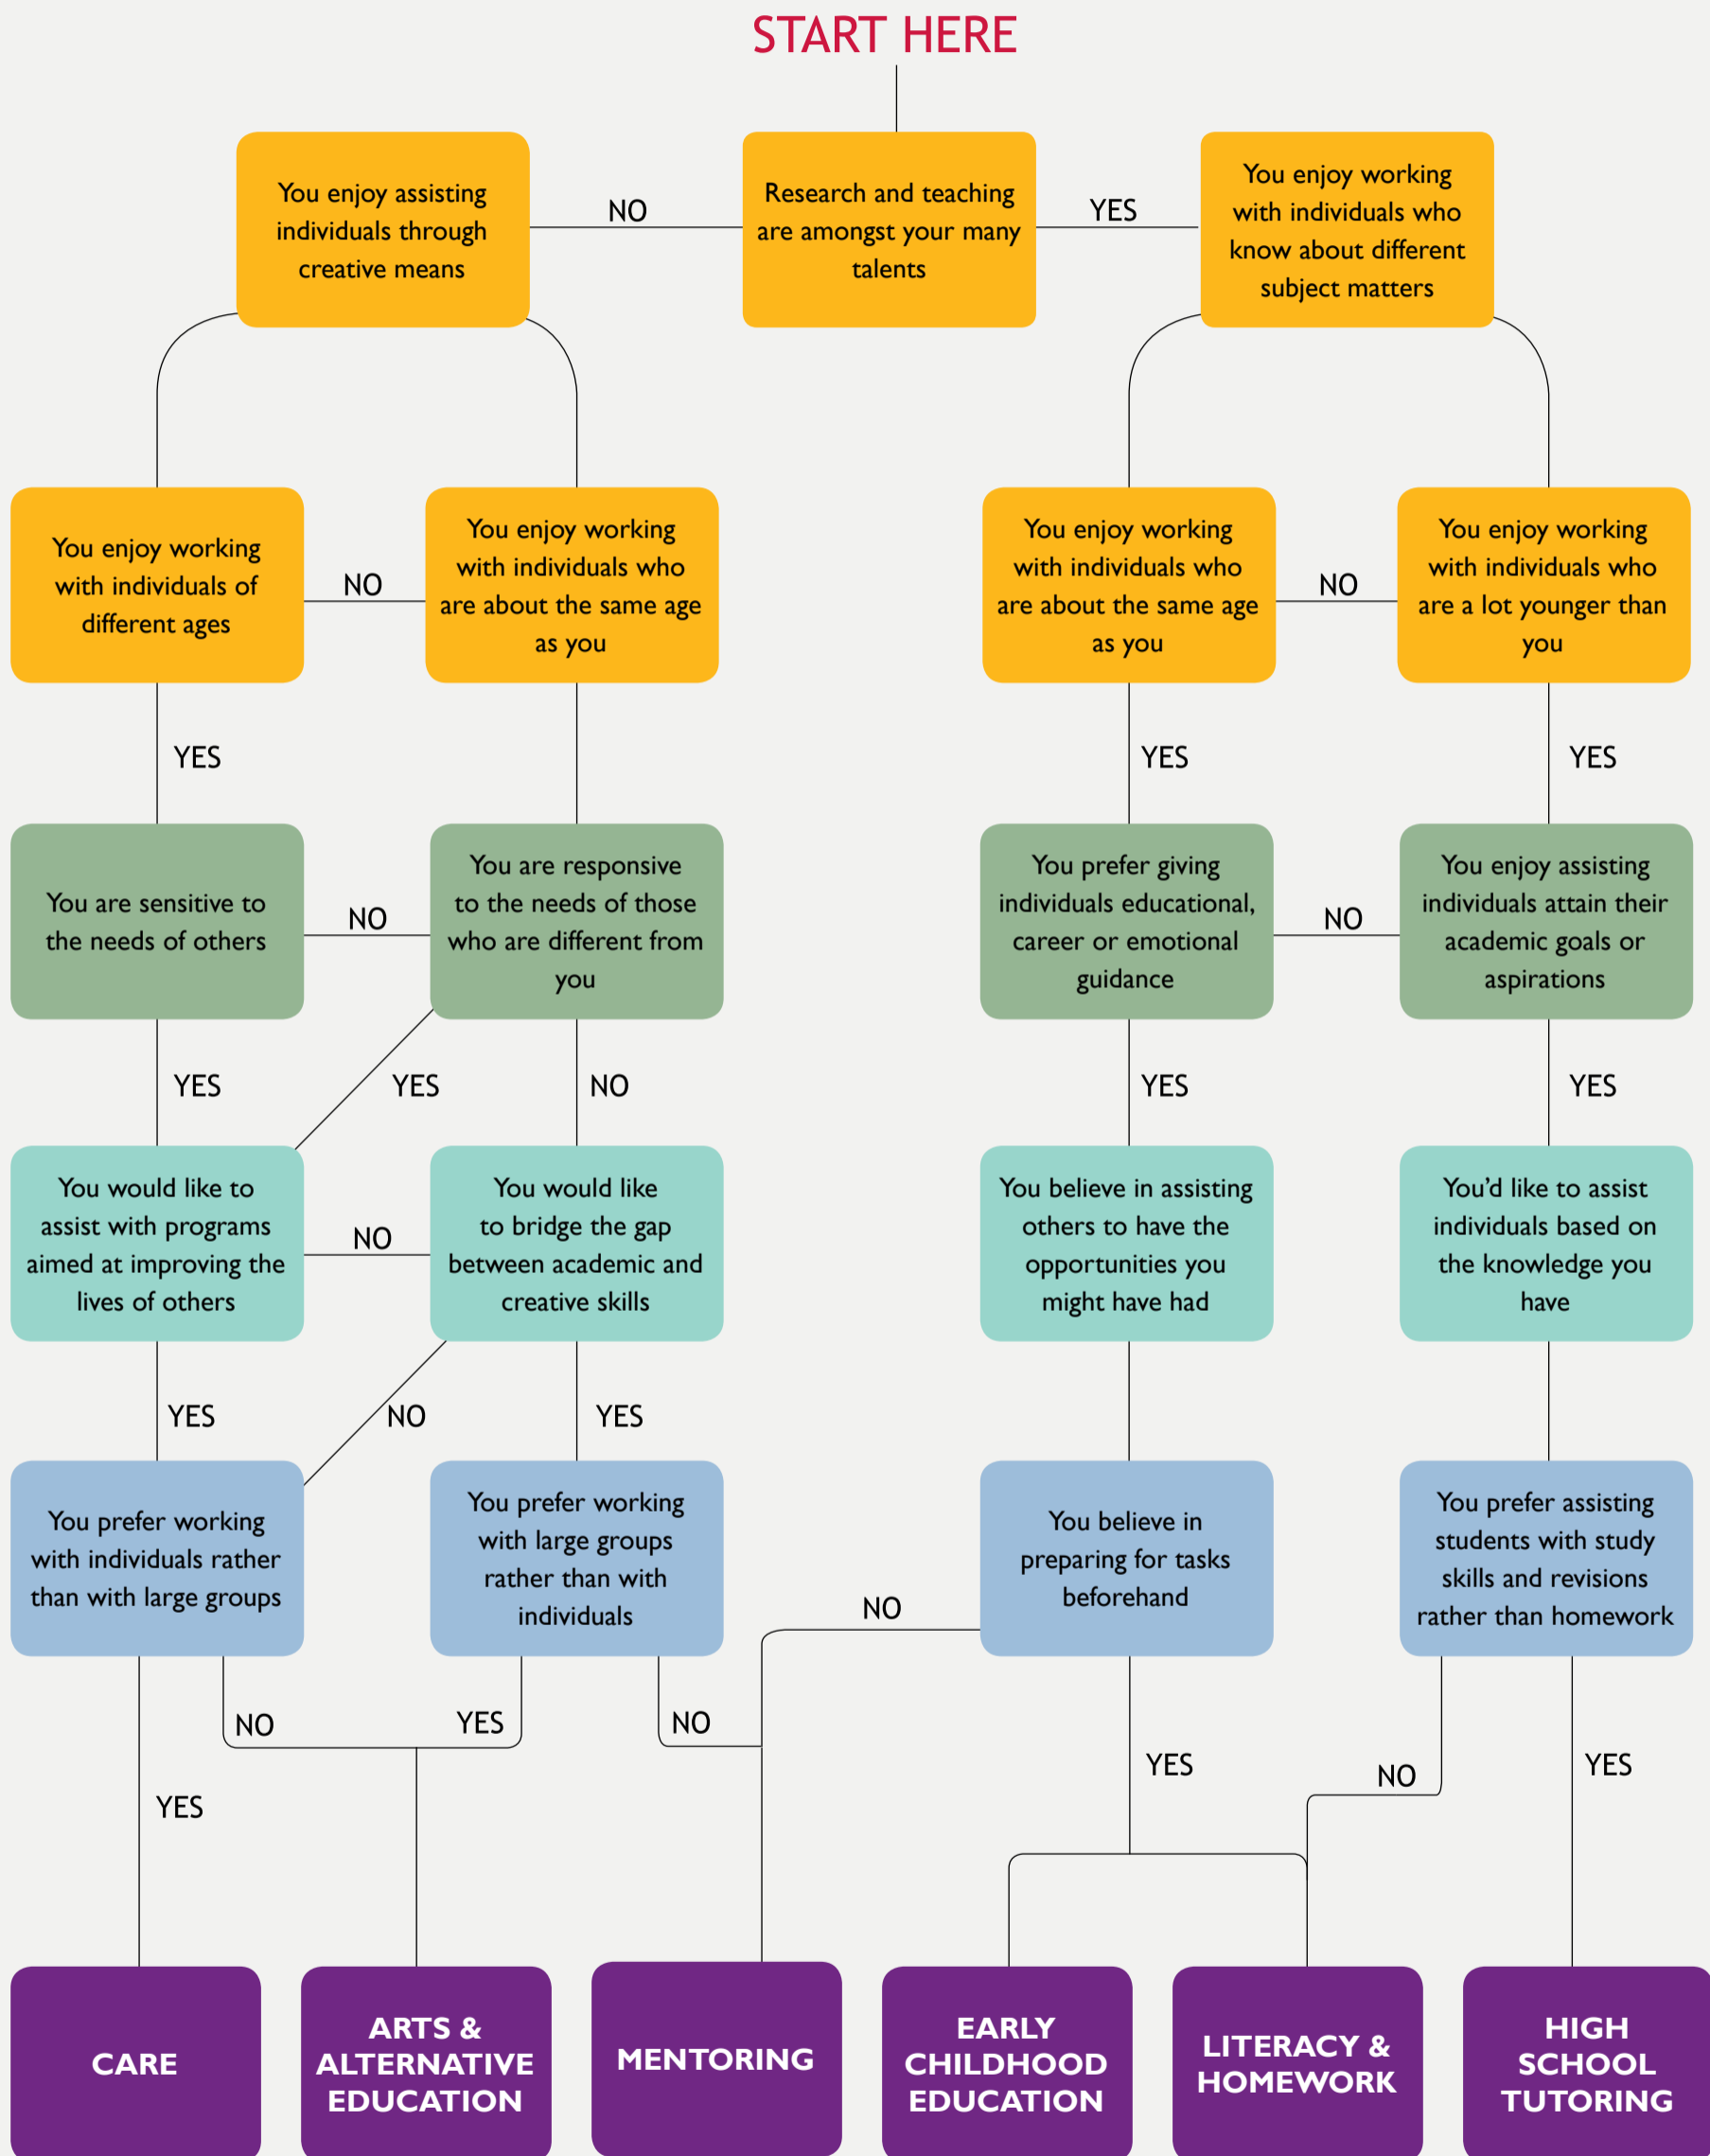 START HERE
You enjoy assisting
individuals through
creative means
NO
Research and teaching
are amongst your many
talents
YES
You enjoy working
with individuals who
know about different
subject matters
You enjoy working
with individuals of
different ages
NO
You enjoy working
with individuals who
are about the same age
as you
You enjoy working
with individuals who
are about the same age
as you
NO
You enjoy working
with individuals who
are a lot younger than
you
YES
YES
YES
You are sensitive to
the needs of others
NO
You are responsive
to the needs of those
who are different from
you
You prefer giving
individuals educational,
career or emotional
guidance
NO
You enjoy assisting
individuals attain their
academic goals or
aspirations
YES
YES
NO
YES
YES
You would like to
assist with programs
aimed at improving the
lives of others
NO
You would like
to bridge the gap
between academic and
creative skills
You believe in assisting
others to have the
opportunities you
might have had
You’d like to assist
individuals based on
the knowledge you
have
YES
NO
YES
You prefer working
with individuals rather
than with large groups
You prefer working
with large groups
rather than with
individuals
You believe in
preparing for tasks
beforehand
You prefer assisting
students with study
skills and revisions
rather than homework
NO
NO
YES
NO
YES
NO
YES
YES
CARE
ARTS &
ALTERNATIVE
EDUCATION
MENTORING
EARLY
CHILDHOOD
EDUCATION
LITERACY &
HOMEWORK
HIGH
SCHOOL
TUTORING